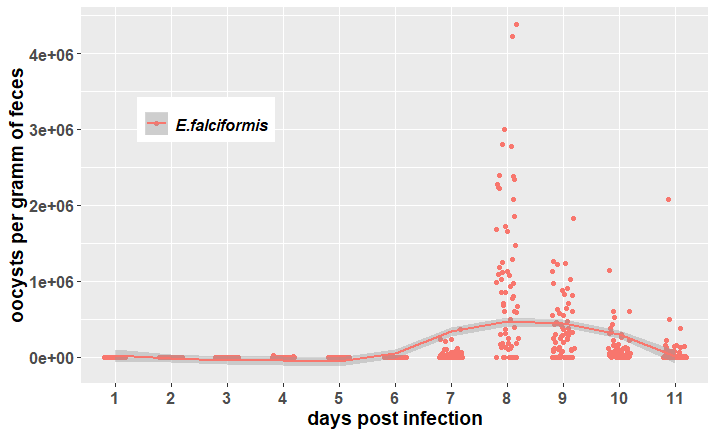 oocysts per gramm of feces
4e+06
3e+06
2e+06
1e+06
0e+00
E.falciformis
1 2 3 4 5 6 7 8 9 10 11
days post infection